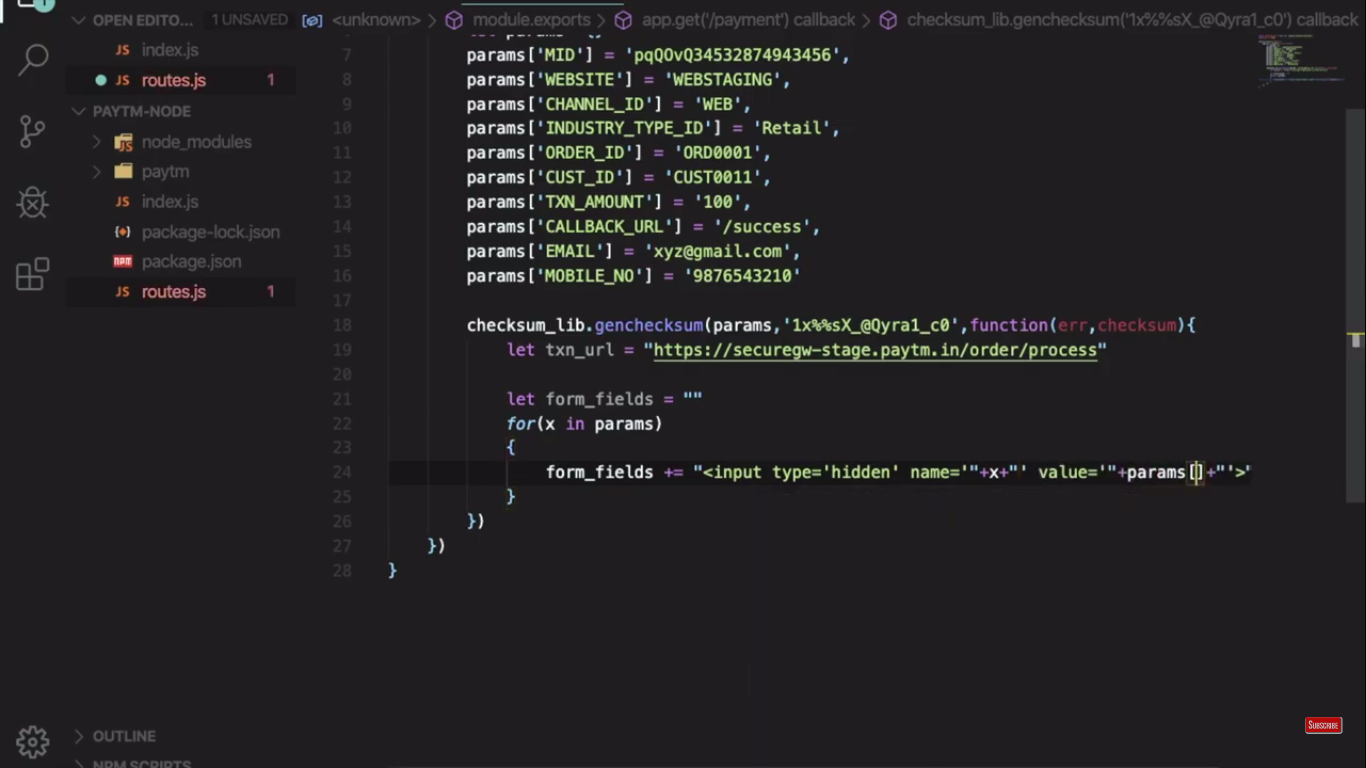 OPEN EDITO... 1 UNSAVED <unknown> > module.exports > app.get('/payment') callback > checksum_lib.genchecksum('1x%%sX_@Qyra1_c0') callback
JS index.js
JS routes.js 1
PAYTM-NODE
node_modules
paytm
JS index.js
package-lock.json
npm package.json
JS routes.js 1
7 params['MID'] = 'pqOOvQ34532874943456',
8 params['WEBSITE'] = 'WEBSTAGING',
9 params['CHANNEL_ID'] = 'WEB',
10 params['INDUSTRY_TYPE_ID'] = 'Retail',
11 params['ORDER_ID'] = 'ORD0001',
12 params['CUST_ID'] = 'CUST0011',
13 params['TXN_AMOUNT'] = '100',
14 params['CALLBACK_URL'] = '/success',
15 params['EMAIL'] = 'xyz@gmail.com',
16 params['MOBILE_NO'] = '9876543210'
17
18 checksum_lib.genchecksum(params,'1x%%sX_@Qyra1_c0',function(err,checksum){
19 let txn_url = "https://securegw-stage.paytm.in/order/process"
20
21 let form_fields = ""
22 for(x in params)
23 {
24 form_fields += "<input type='hidden' name='"+x+"' value='"+params[]+"'>"
25 }
26 })
27 })
28 }
OUTLINE
NPM SCRIPTS
SUBSCRIBE